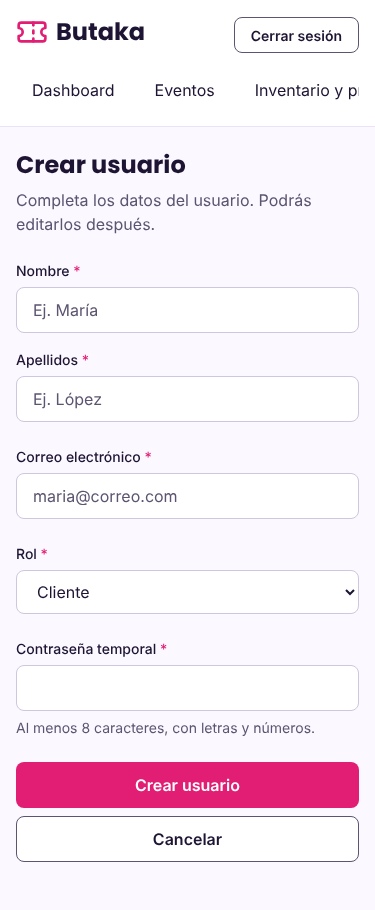 Butaka
Cerrar sesión
Dashboard Eventos Inventario y
Crear usuario
Completa los datos del usuario. Podrás
editarlos después.
Nombre *
Ej. María
Apellidos *
Ej. López
Correo electrónico *
maria@correo.com
Rol *
Cliente
Contraseña temporal *
Al menos 8 caracteres, con letras y números.
Crear usuario
Cancelar